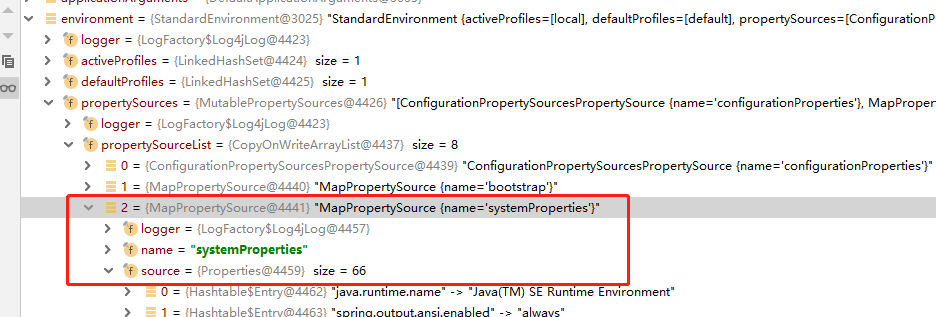 environment = {StandardEnvironment@3025} "StandardEnvironment {activeProfiles=[local], defaultProfiles=[default], propertySources=[ConfigurationP
f logger = {LogFactory$Log4jLog@4423}
f activeProfiles = {LinkedHashSet@4424} size = 1
f defaultProfiles = {LinkedHashSet@4425} size = 1
f propertySources = {MutablePropertySources@4426} "[ConfigurationPropertySourcesPropertySource {name='configurationProperties'}, MapProper
f logger = {LogFactory$Log4jLog@4423}
f propertySourceList = {CopyOnWriteArrayList@4437} size = 8
0 = {ConfigurationPropertySourcesPropertySource@4439} "ConfigurationPropertySourcesPropertySource {name='configurationProperties'}"
1 = {MapPropertySource@4440} "MapPropertySource {name='bootstrap'}"
2 = {MapPropertySource@4441} "MapPropertySource {name='systemProperties'}"
f logger = {LogFactory$Log4jLog@4457}
f name = "systemProperties"
f source = {Properties@4459} size = 66
0 = {Hashtable$Entry@4462} "java.runtime.name" -> "Java(TM) SE Runtime Environment"
1 = {Hashtable$Entry@4463} "spring.output.ansi.enabled" -> "always"